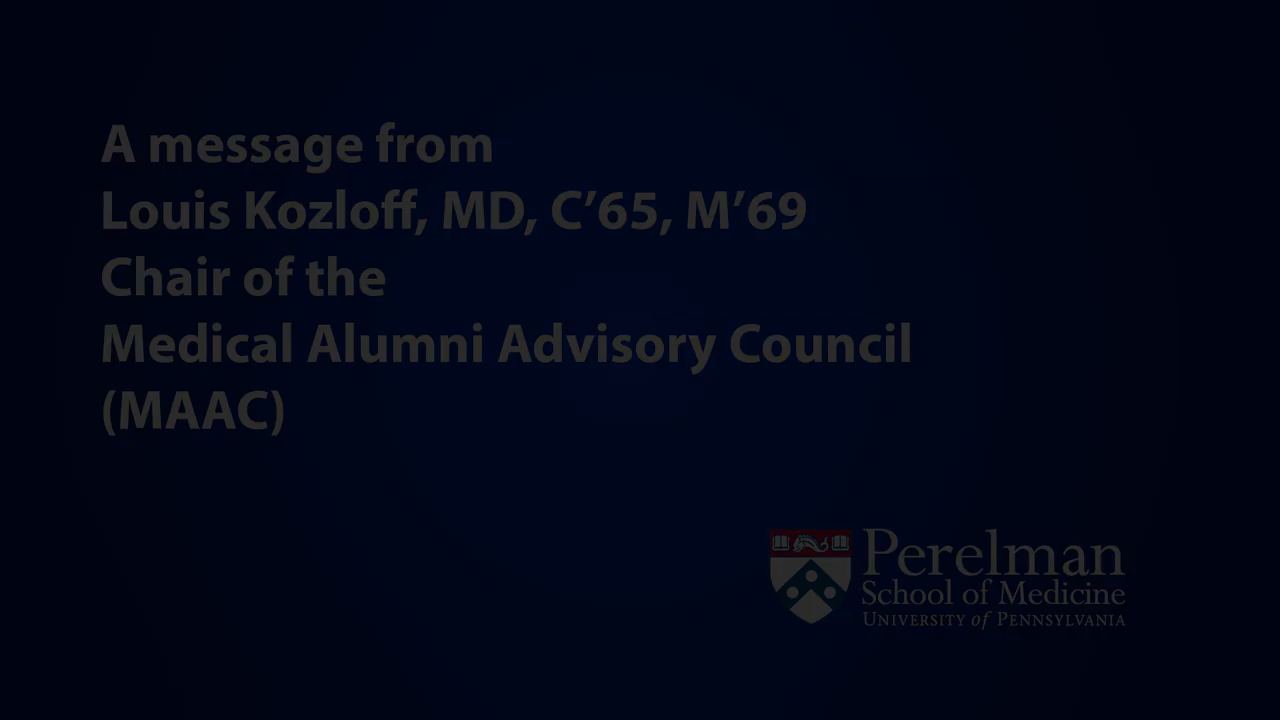 A message from
Louis Kozloff, MD, C’65, M’69
Chair of the
Medical Alumni Advisory Council
(MAAC)
Perelman
School of Medicine
University of Pennsylvania